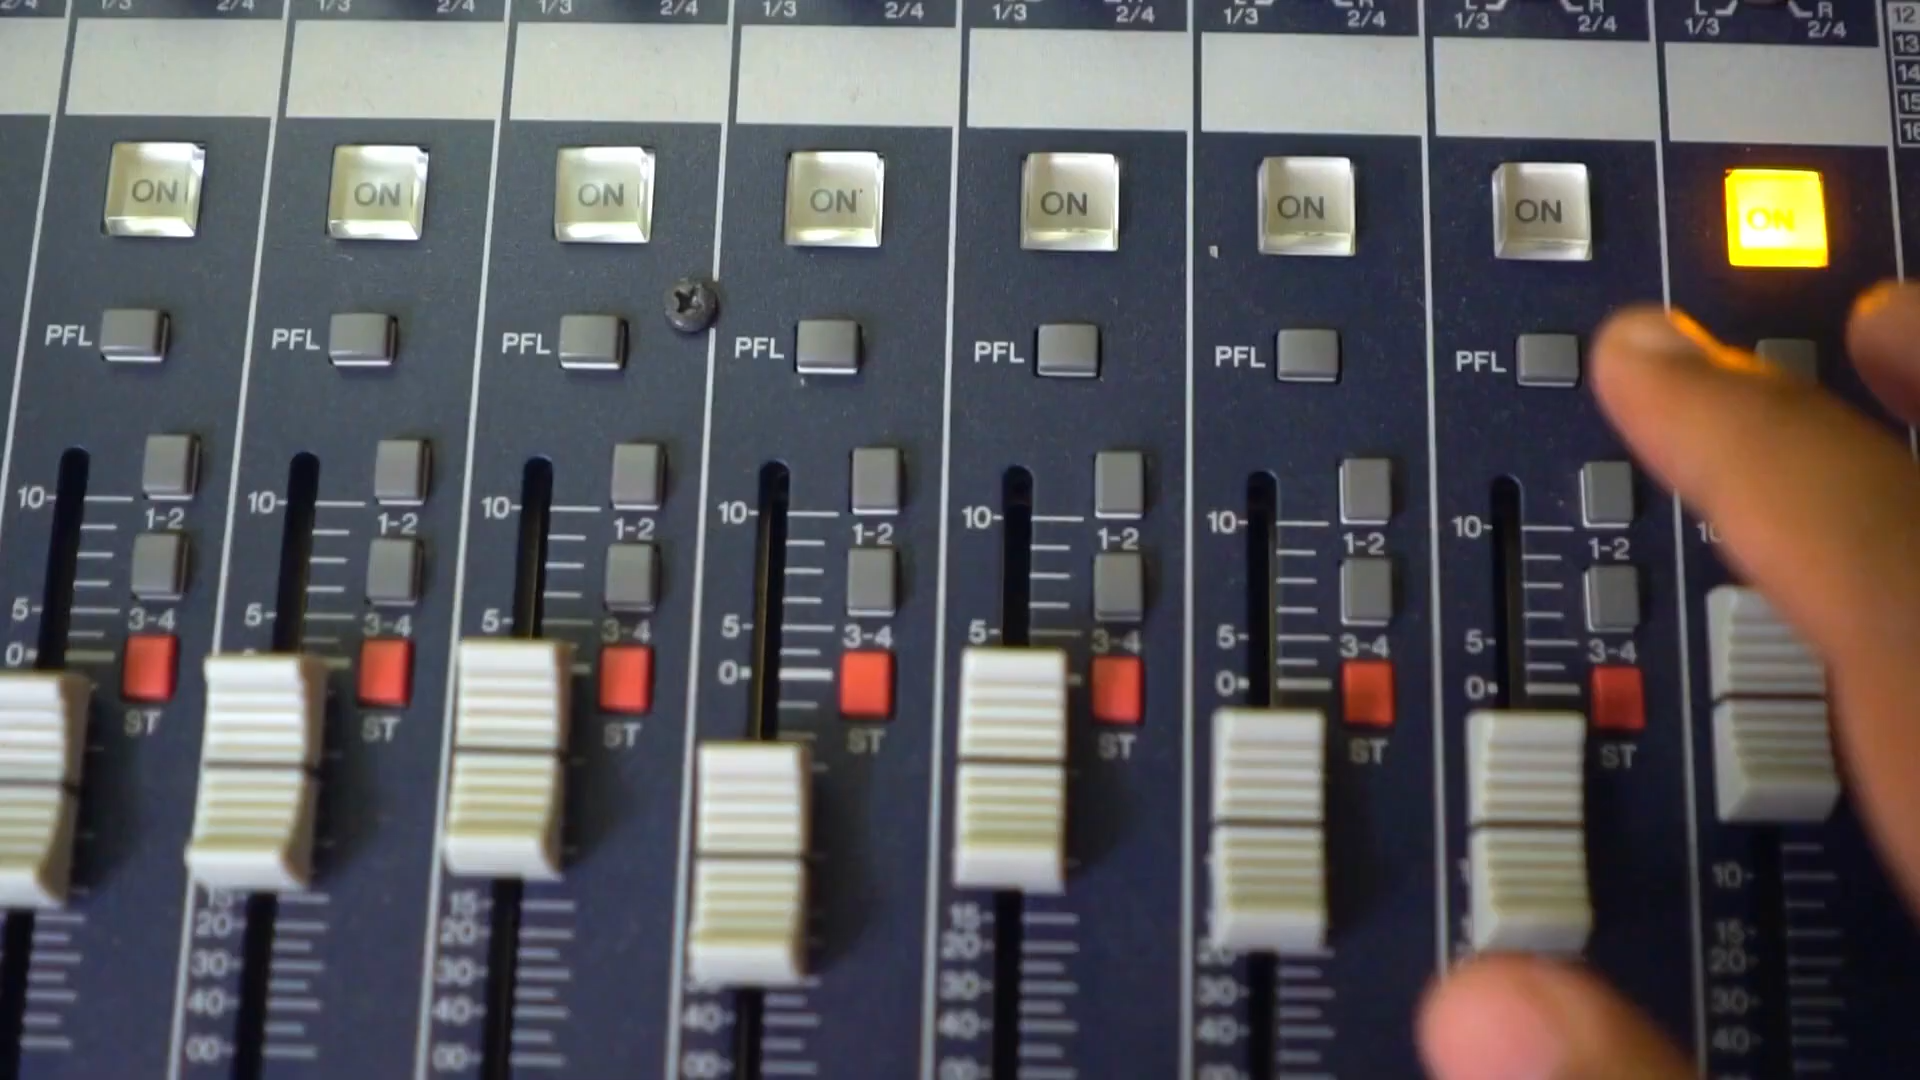 2/4 1/3 2/4 1/3 2/4 1/3 2/4 1/3 2/4 1/3 2/4 1/3 2/4 1/3 2/4
L R L R L R
12
13
14
15
16
ON ON ON ON ON ON ON ON
PFL PFL PFL PFL PFL PFL PFL
10 10 10 10 10 10 10 10
1-2 1-2 1-2 1-2 1-2 1-2 1-2
5 5 5 5 5 5 5
3-4 3-4 3-4 3-4 3-4 3-4 3-4
0 0 0 0
ST ST ST ST ST ST ST
10
15 15 15 15
20 20 20 20 20
30 30 30 30 30
40 40 40 40 40 40